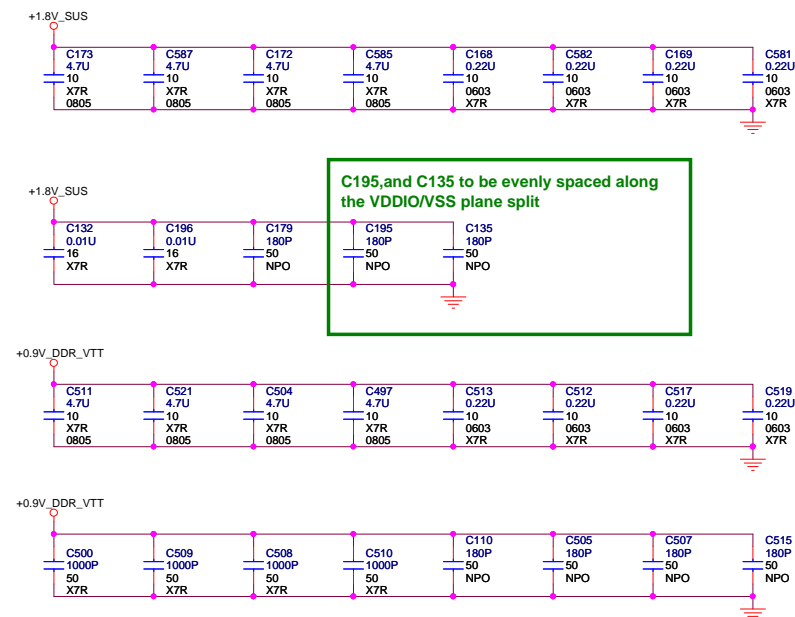 +1.8V_SUS
C173 C587 C172 C585 C168 C582 C169 C581
4.7U 4.7U 4.7U 4.7U 0.22U 0.22U 0.22U 0.22U
10 10 10 10 10 10 10 10
X7R X7R X7R X7R 0603 0603 0603 0603
0805 0805 0805 0805 X7R X7R X7R X7R
C195,and C135 to be evenly spaced along
the VDDIO/VSS plane split
+1.8V_SUS
C132 C196 C179 C195 C135
0.01U 0.01U 180P 180P 180P
16 16 50 50 50
X7R X7R NPO NPO NPO
+0.9V_DDR_VTT
C511 C521 C504 C497 C513 C512 C517 C519
4.7U 4.7U 4.7U 4.7U 0.22U 0.22U 0.22U 0.22U
10 10 10 10 10 10 10 10
X7R X7R X7R X7R 0603 0603 0603 0603
0805 0805 0805 0805 X7R X7R X7R X7R
+0.9V_DDR_VTT
C500 C509 C508 C510 C110 C505 C507 C515
1000P 1000P 1000P 1000P 180P 180P 180P 180P
50 50 50 50 50 50 50 50
X7R X7R X7R X7R NPO NPO NPO NPO